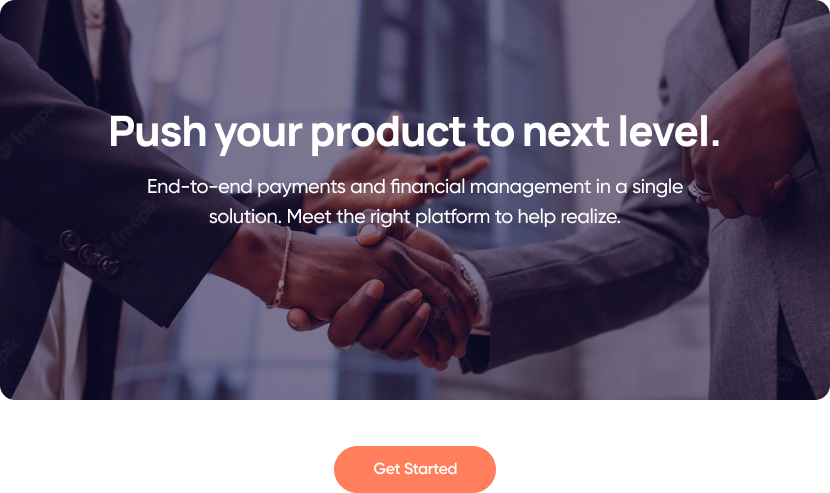 Push your product to next level.
End-to-end payments and financial management in a single
solution. Meet the right platform to help realize.
Get Started